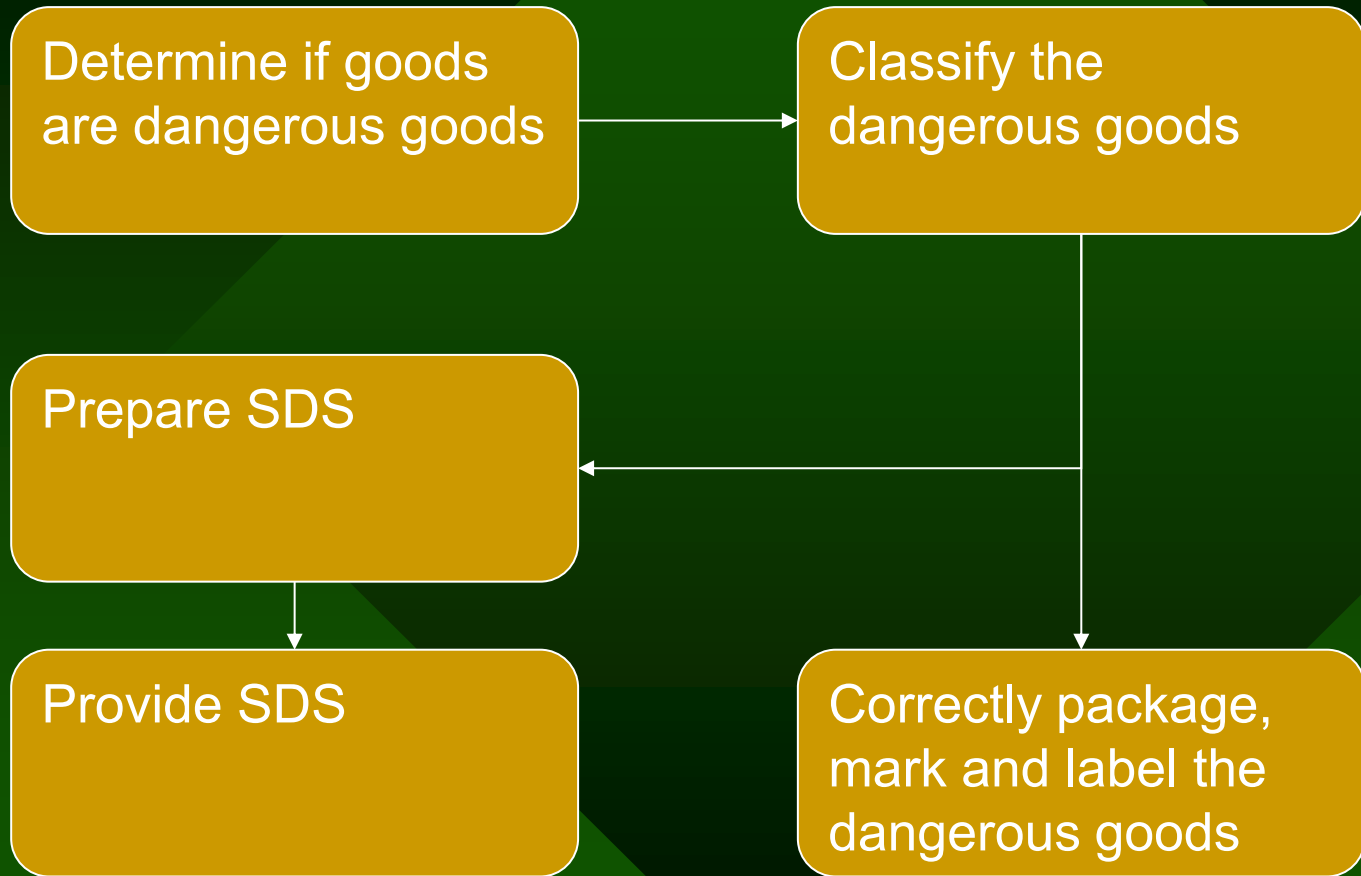 Determine if goods
are dangerous goods
Classify the
dangerous goods
Prepare SDS
Provide SDS
Correctly package,
mark and label the
dangerous goods